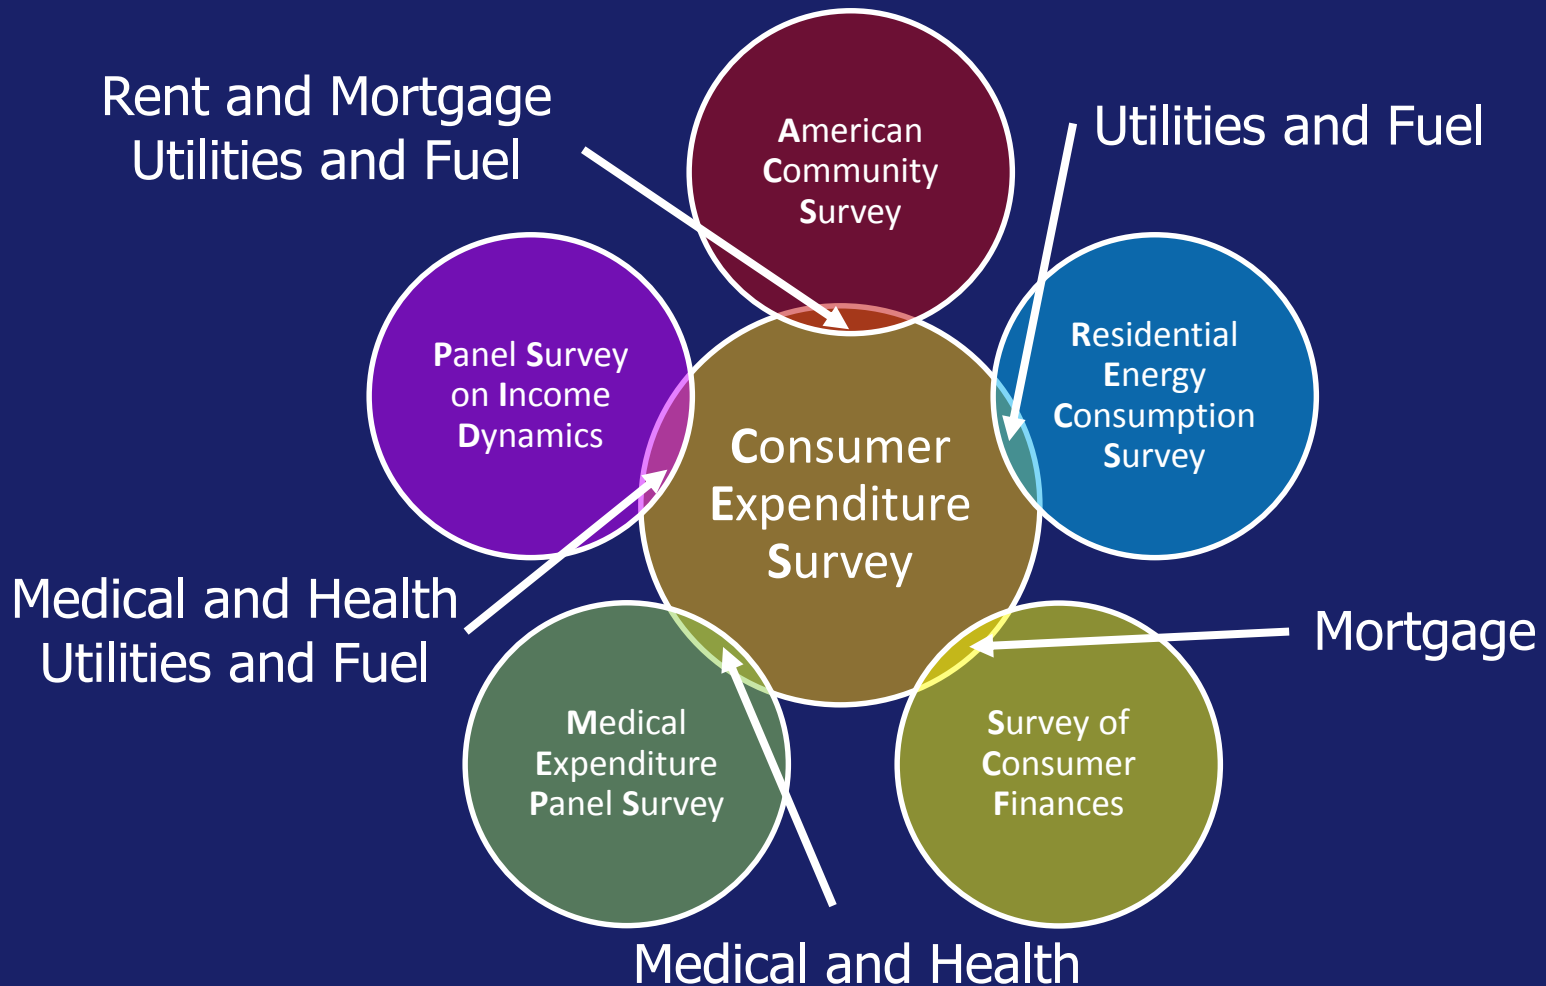 Rent and Mortgage
Utilities and Fuel
American
Community
Survey
Utilities and Fuel
Panel Survey
on Income
Dynamics
Residential
Energy
Consumption
Survey
Consumer
Expenditure
Survey
Medical and Health
Utilities and Fuel
Mortgage
Medical
Expenditure
Panel Survey
Survey of
Consumer
Finances
Medical and Health